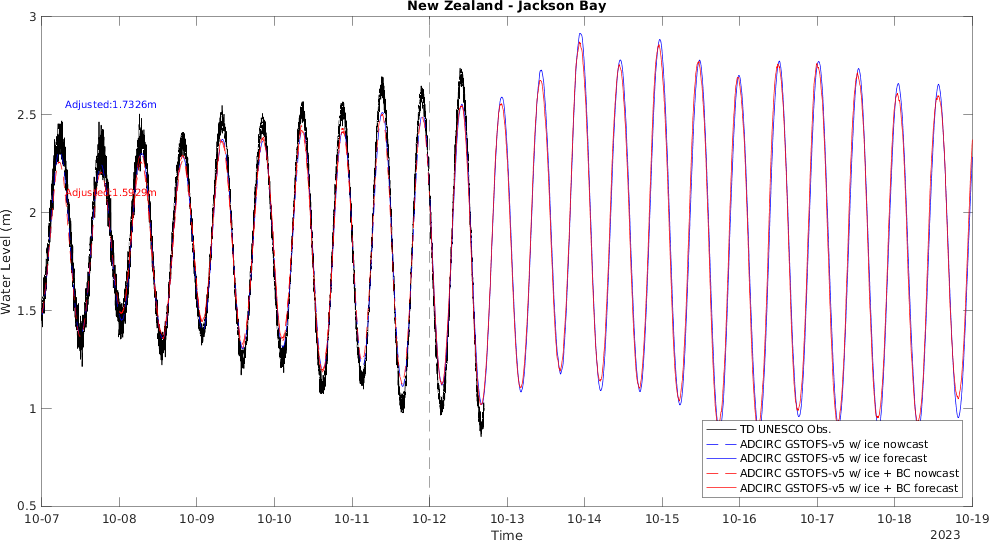 New Zealand - Jackson Bay
3
2.5
2
1.5
1
0.5
Water Level (m)
Adjusted:1.7326m
Adjusted:1.5929m
TD UNESCO Obs.
ADCIRC GSTOFS-v5 w/ ice nowcast
ADCIRC GSTOFS-v5 w/ ice forecast
ADCIRC GSTOFS-v5 w/ ice + BC nowcast
ADCIRC GSTOFS-v5 w/ ice + BC forecast
10-07 10-08 10-09 10-10 10-11 10-12 10-13 10-14 10-15 10-16 10-17 10-18 10-19
Time
2023